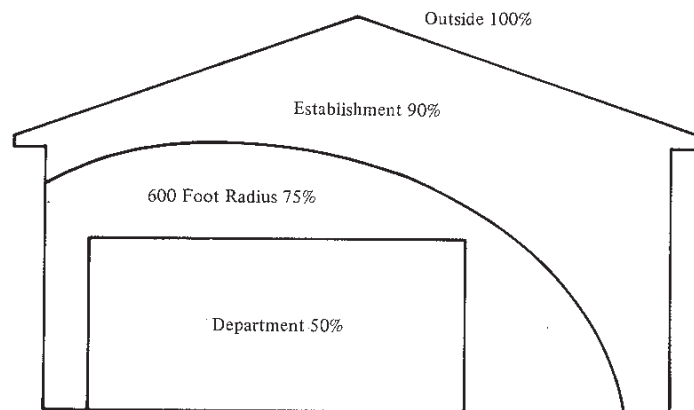 Outside 100%
Establishment 90%
600 Foot Radius 75%
Department 50%